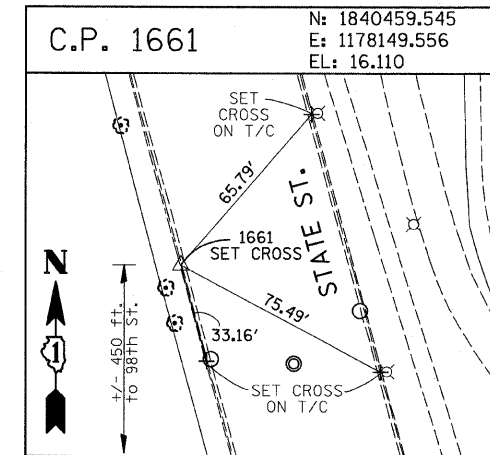 C.P. 1661
N: 1840459.545
E: 1178149.556
EL: 16.110
SET
CROSS
ON T/C
65.79'
STATE ST.
1661
SET CROSS
75.49'
N
1
+/- 450 ft.
to 98th St.
33.16'
SET CROSS
ON T/C